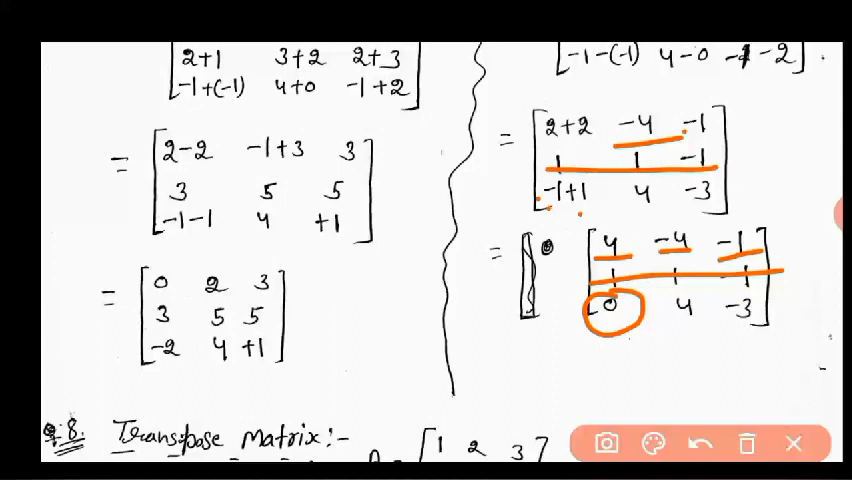 2+1 3+2 2+3
-1+(-1) 4+0 -1+2
= 2-2 -1+3 3
3 5 5
-1-1 4 +1
= 0 2 3
3 5 5
-2 4 +1
-1-(-1) 4-0 -1-2
= 2+2 -4 -1
1 1 -1
-1+1 4 -3
= 4 -4 -1
1 1 -1
0 4 -3
8. Transpose matrix:-
1 2 3